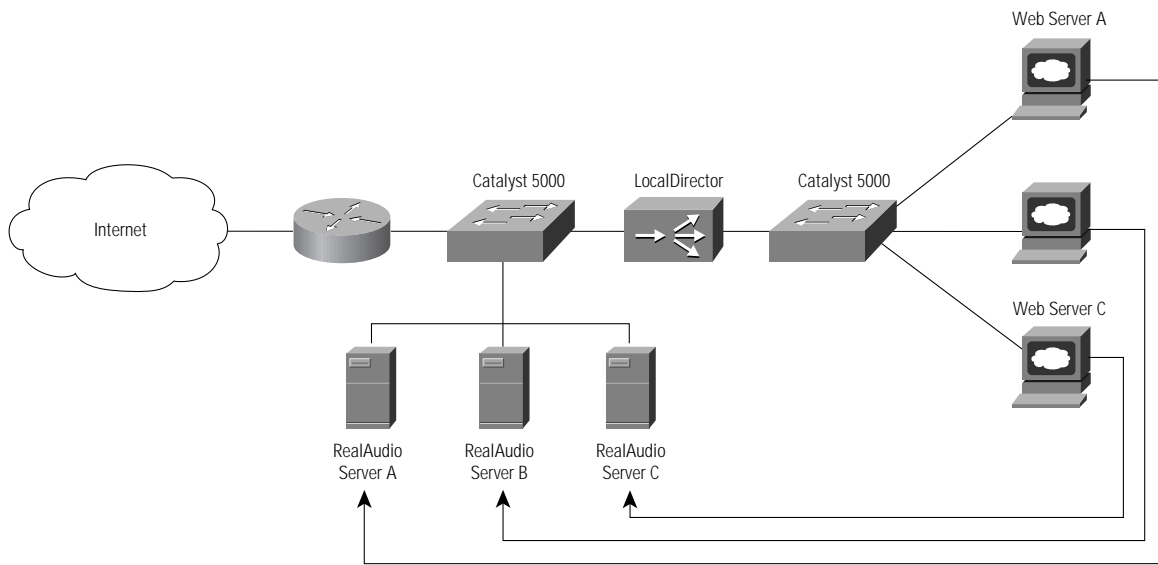 Web Server A
Catalyst 5000
LocalDirector
Catalyst 5000
Internet
Web Server C
RealAudio
Server A
RealAudio
Server B
RealAudio
Server C